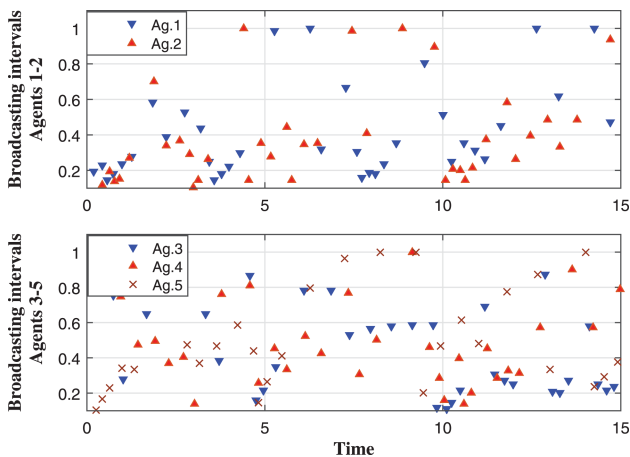 Broadcasting intervals
Agents 1-2
1
0.8
0.6
0.4
0.2
Ag.1
Ag.2
0
5
10
15
Broadcasting intervals
Agents 3-5
1
0.8
0.6
0.4
0.2
Ag.3
Ag.4
Ag.5
0
5
10
15
Time